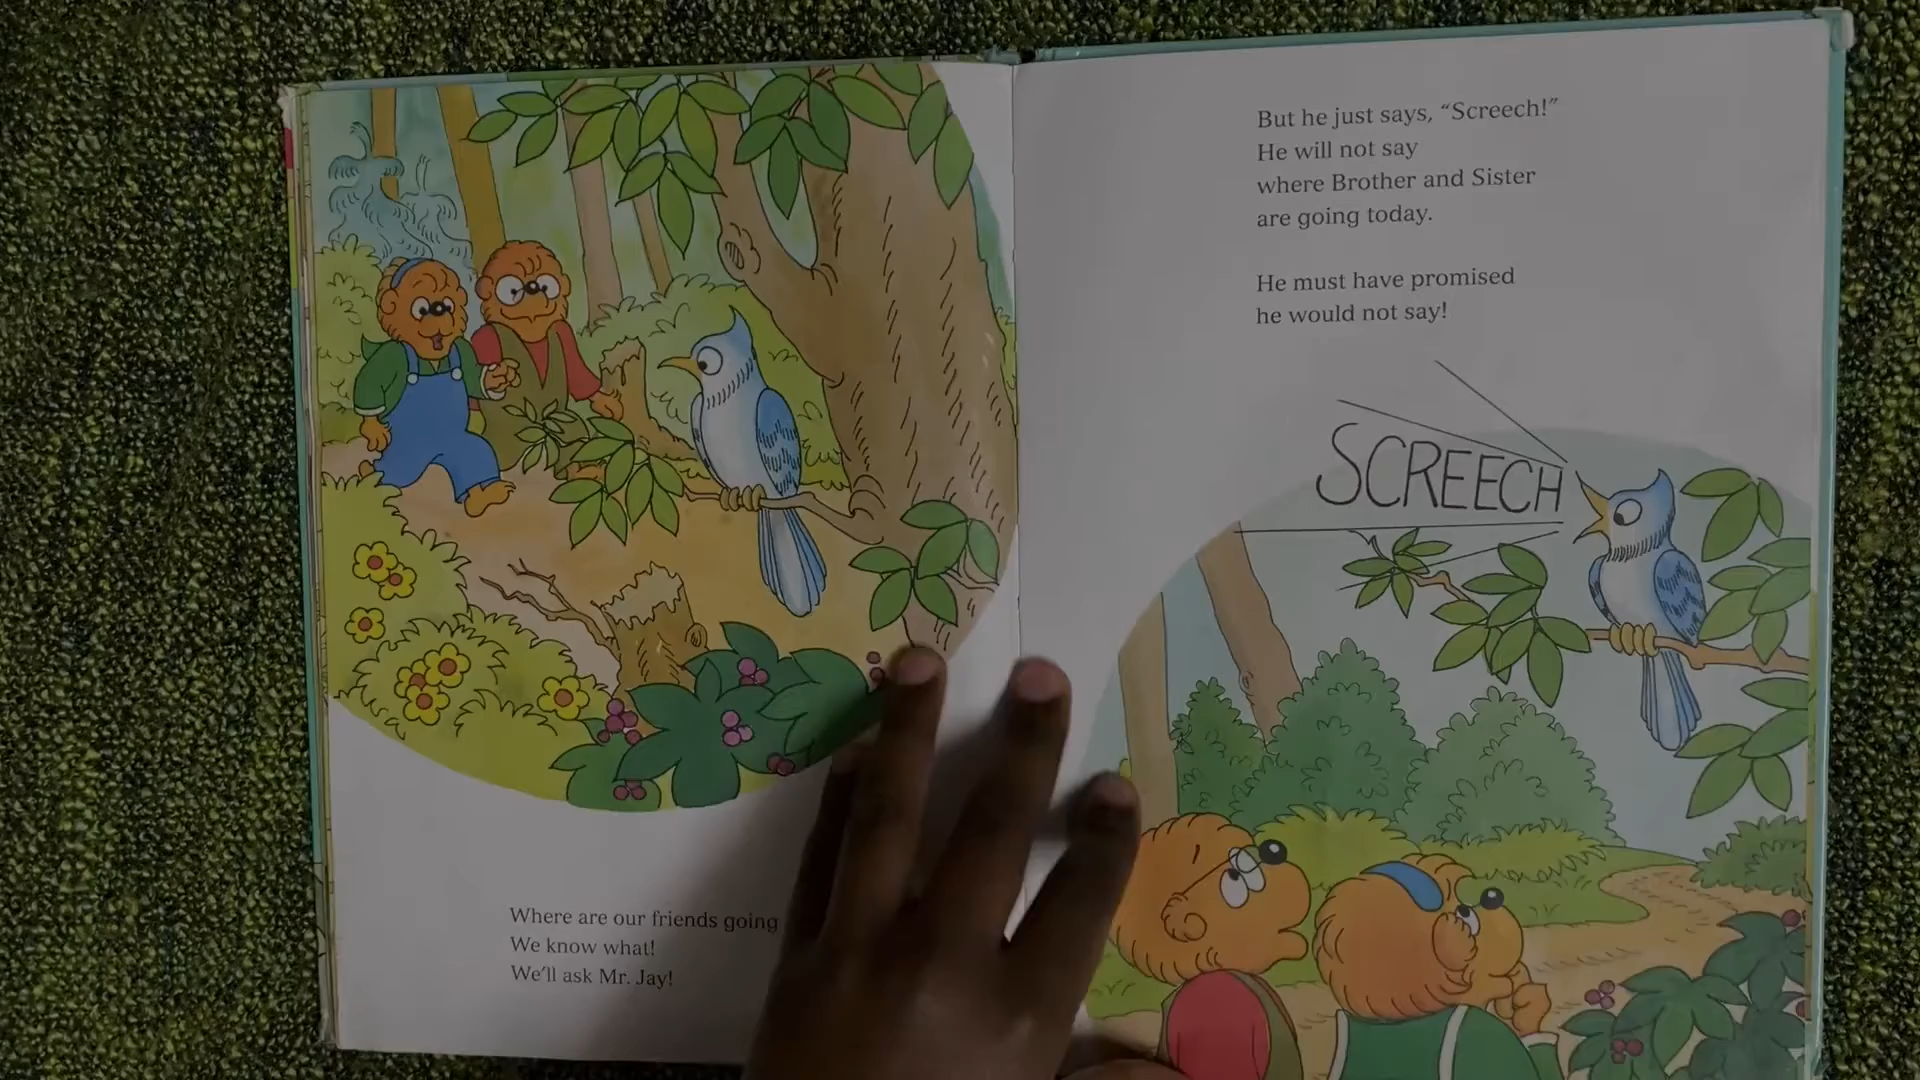 Where are our friends going
We know what!
We'll ask Mr. Jay!
But he just says, “Screech!”
He will not say
where Brother and Sister
are going today.
He must have promised
he would not say!
SCREECH